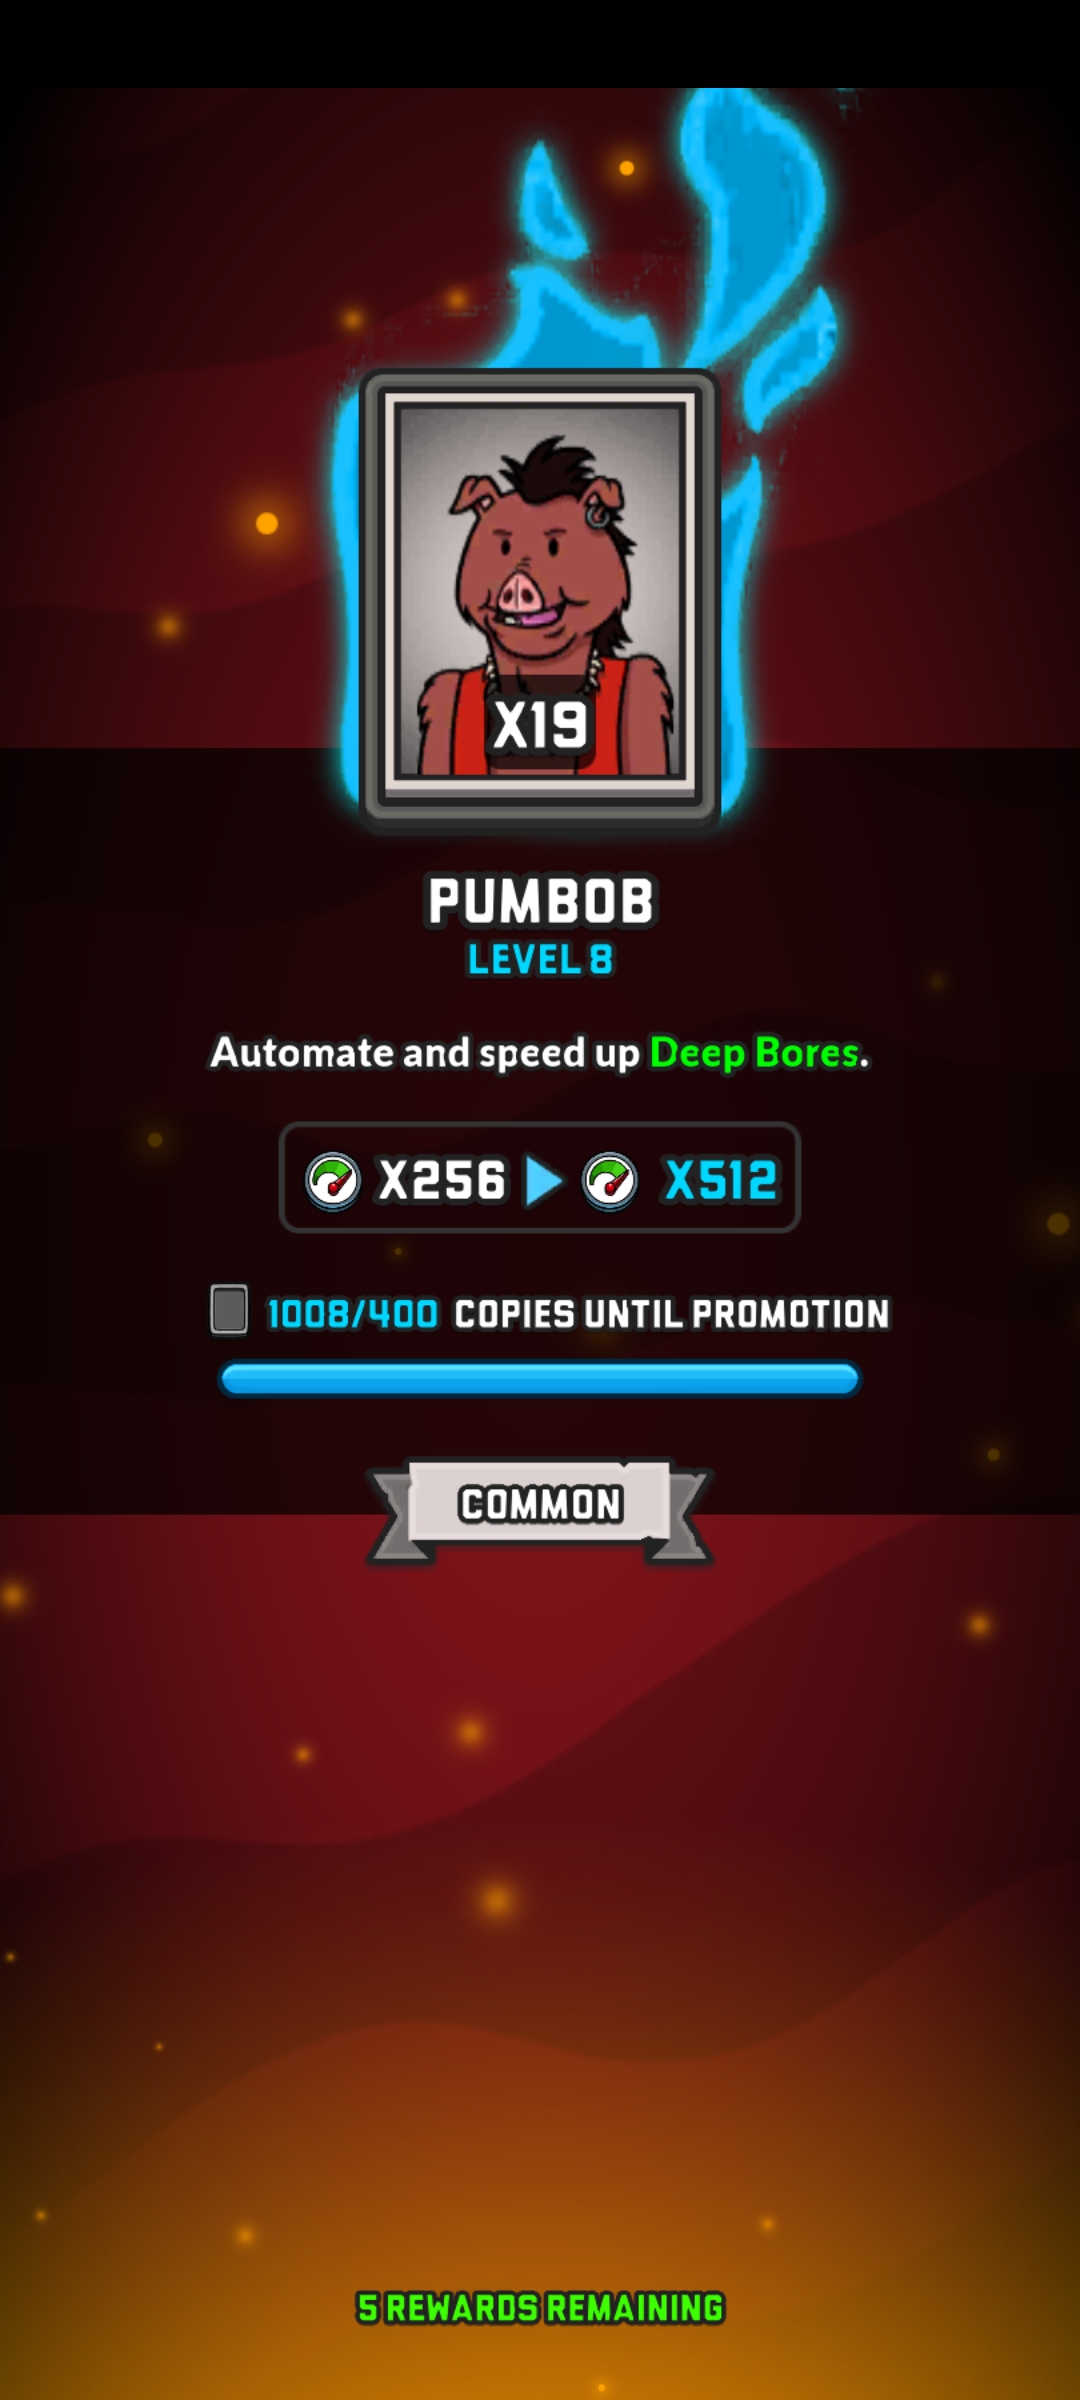 X19
PUMBOB
LEVEL 8
Automate and speed up Deep Bores.
X256 X512
1008/400 COPIES UNTIL PROMOTION
COMMON
5 REWARDS REMAINING